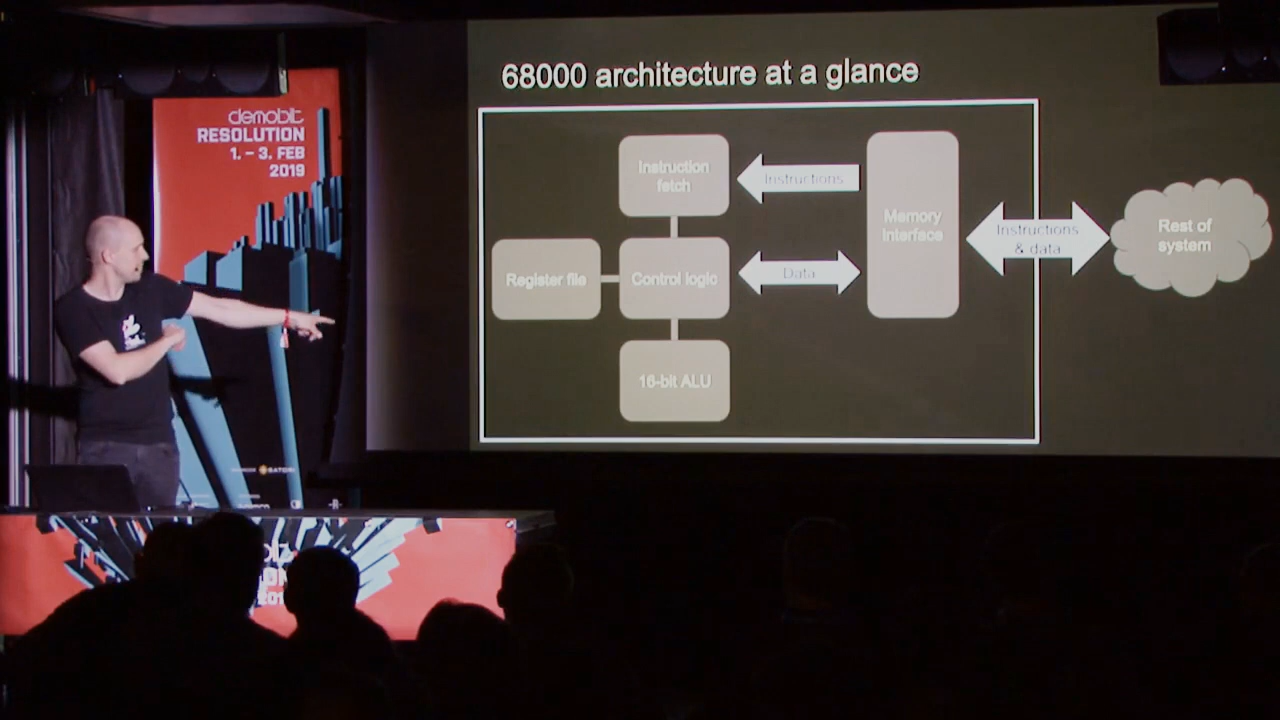 demobit
RESOLUTION
1. – 3. FEB
2019
SATORI
68000 architecture at a glance
Instruction
fetch
Instructions
Memory
interface
Instructions
& data
Rest of
system
Register file
Control logic
Data
16-bit ALU